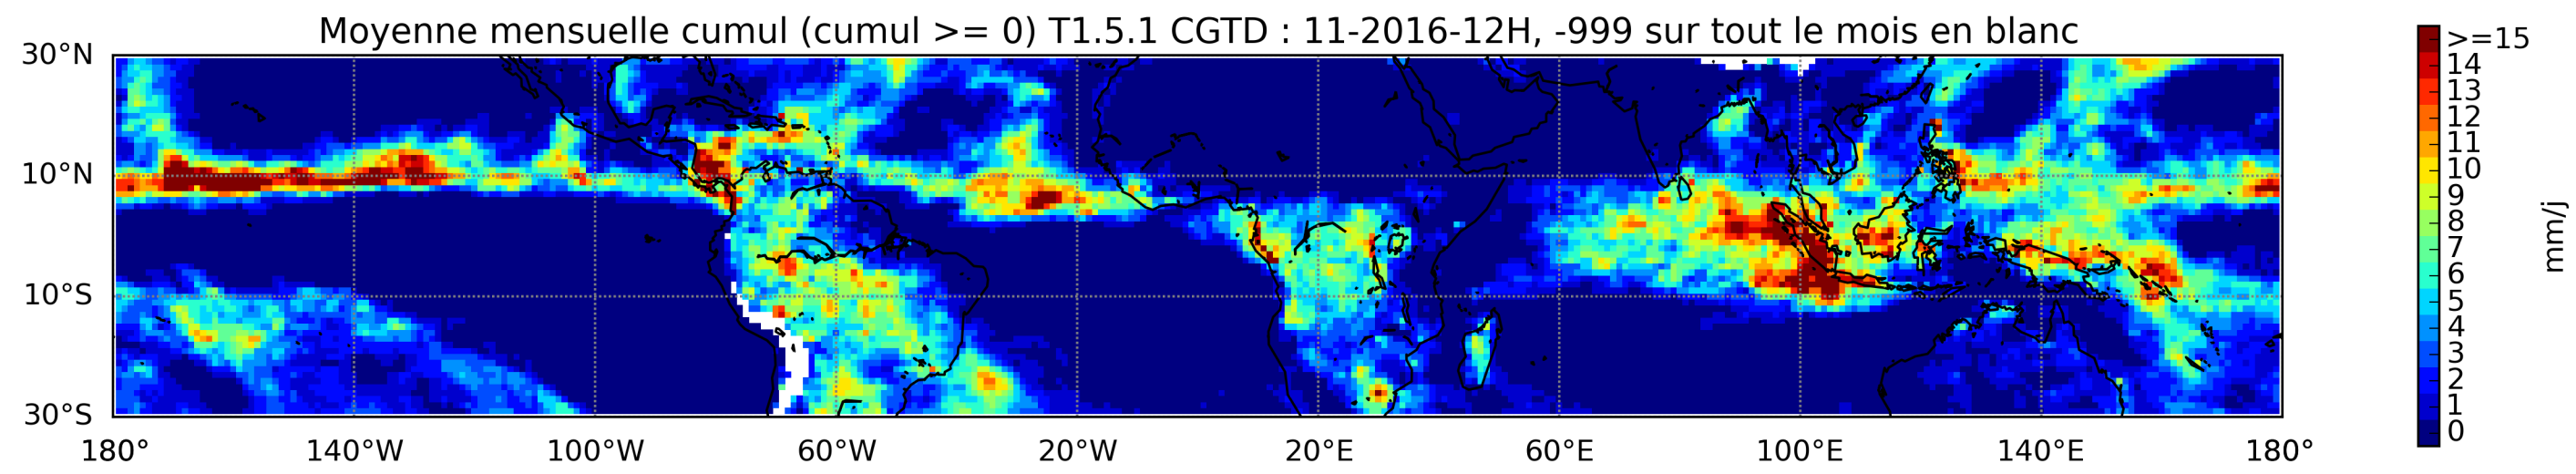 Moyenne mensuelle cumul (cumul >= 0) T1.5.1 CGTD : 11-2016-12H, -999 sur tout le mois en blanc
30°N
10°N
10°S
30°S
180° 140°W 100°W 60°W 20°W 20°E 60°E 100°E 140°E 180°
>=15
14
13
12
11
10
9
8
7
6
5
4
3
2
1
0
mm/j